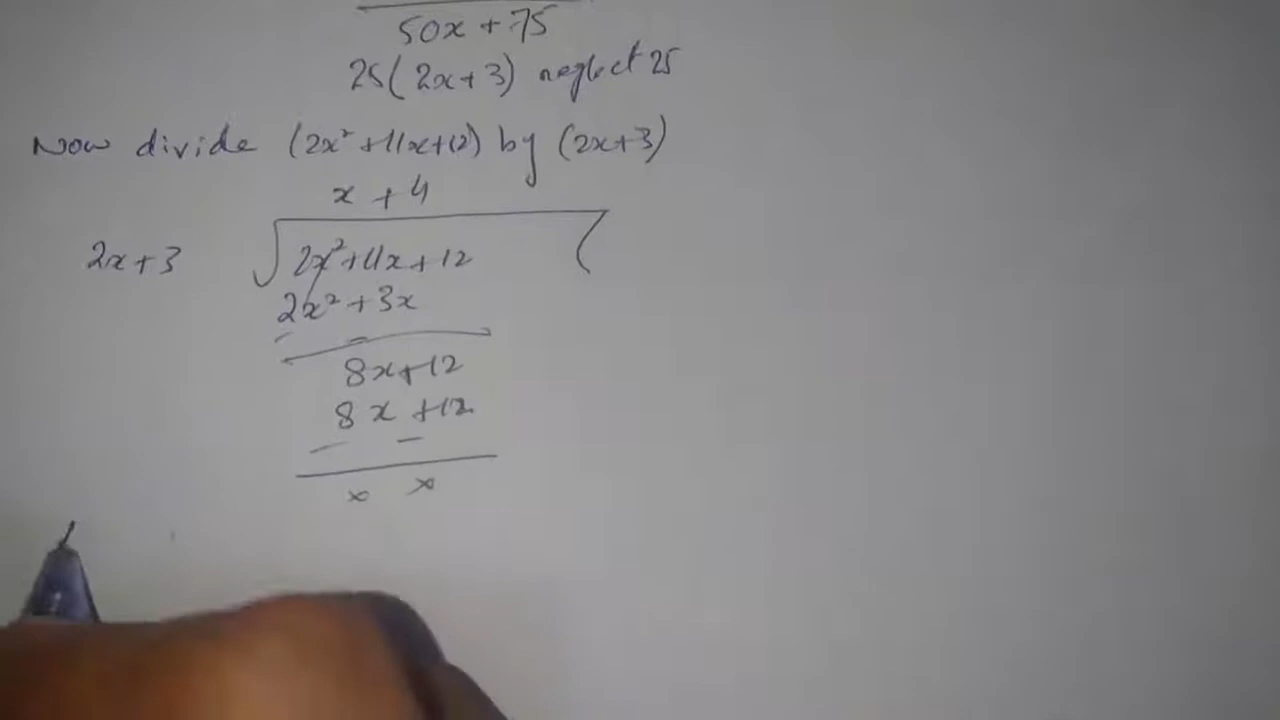 50x + 75
25(2x+3) neglect 25
Now divide (2x²+11x+12) by (2x+3)
x + 4
2x+3 2x²+11x+12
2x² + 3x
- -
8x+12
8x +12
- -
x x